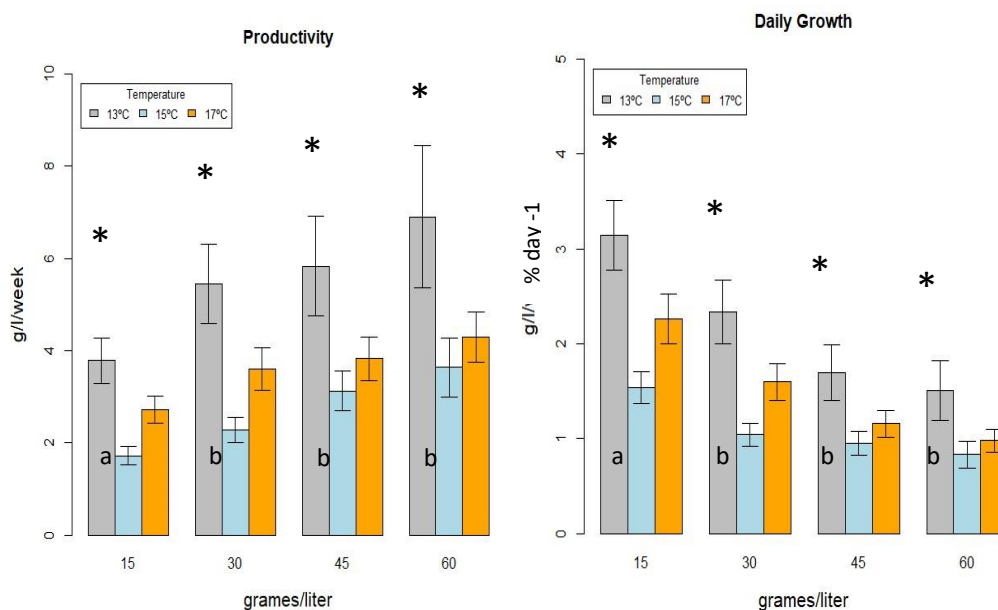 Productivity
Temperature
13ºC 15ºC 17ºC
g/l/week
0 2 4 6 8 10
* * * *
a b b b
15 30 45 60
grames/liter
Daily Growth
Temperature
13ºC 15ºC 17ºC
g/l/ % day -1
0 1 2 3 4 5
* * * *
a b b b
15 30 45 60
grames/liter